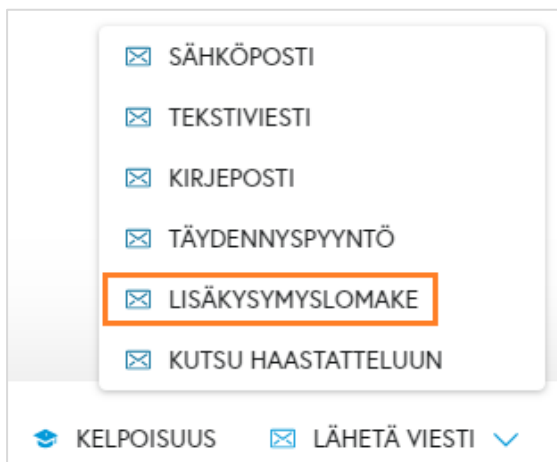 SÄHKÖPOSTI
TEKSTIVIESTI
KIRJEPOSTI
TÄYDENNYSPYYNTÖ
LISÄKYSYMYSLOMAKE
KUTSU HAASTATTELUUN
KELPOISUUS LÄHETÄ VIESTI